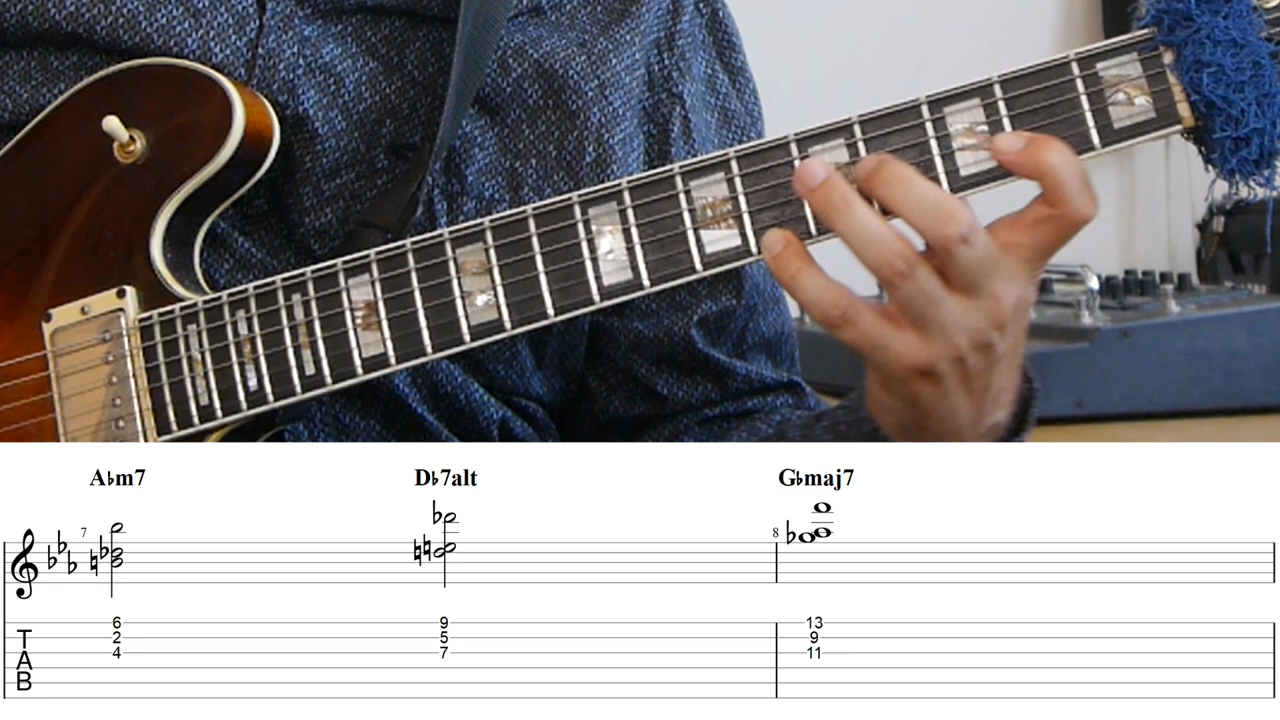 A♭m7 D♭7alt G♭maj7
7 8
6 9 13
T 2 5 9
A 4 7 11
B